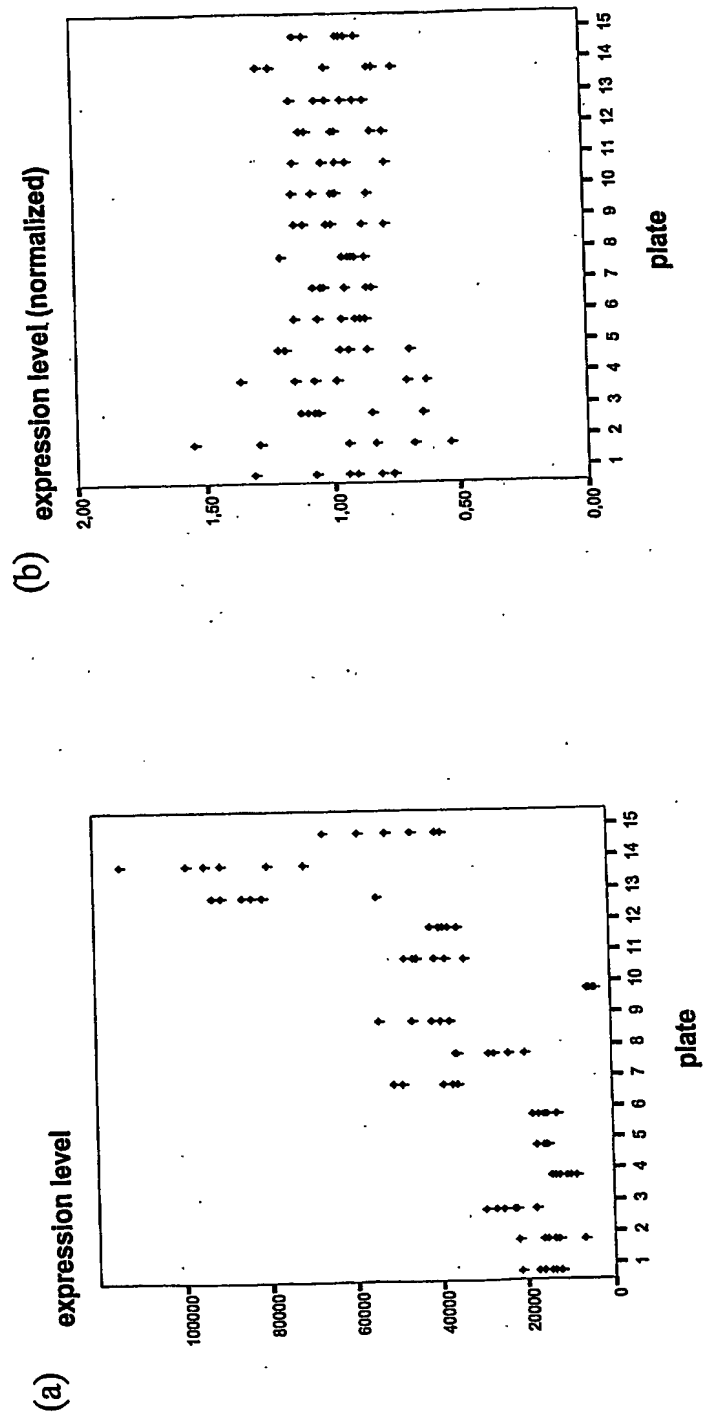 (a)
expression level
100000
80000
60000
40000
20000
0
1 2 3 4 5 6 7 8 9 10 11 12 13 14 15
plate
(b)
expression level (normalized)
2,00
1,50
1,00
0,50
0,00
1 2 3 4 5 6 7 8 9 10 11 12 13 14 15
plate